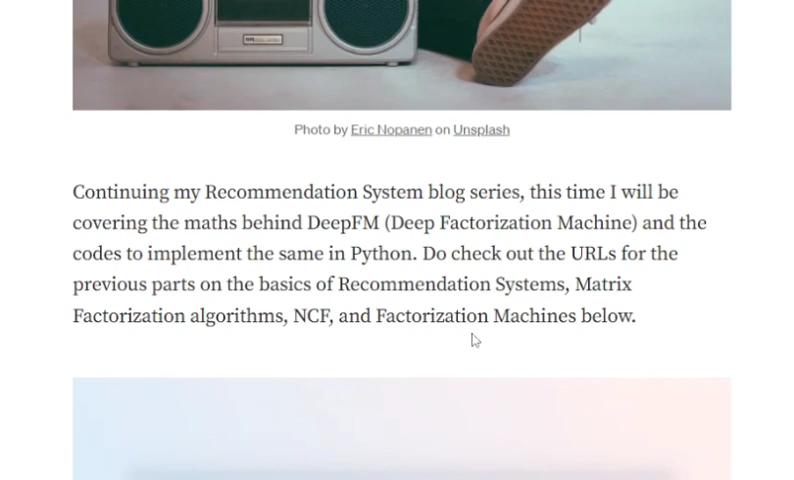 Photo by Eric Nopanen on Unsplash
Continuing my Recommendation System blog series, this time I will be
covering the maths behind DeepFM (Deep Factorization Machine) and the
codes to implement the same in Python. Do check out the URLs for the
previous parts on the basics of Recommendation Systems, Matrix
Factorization algorithms, NCF, and Factorization Machines below.